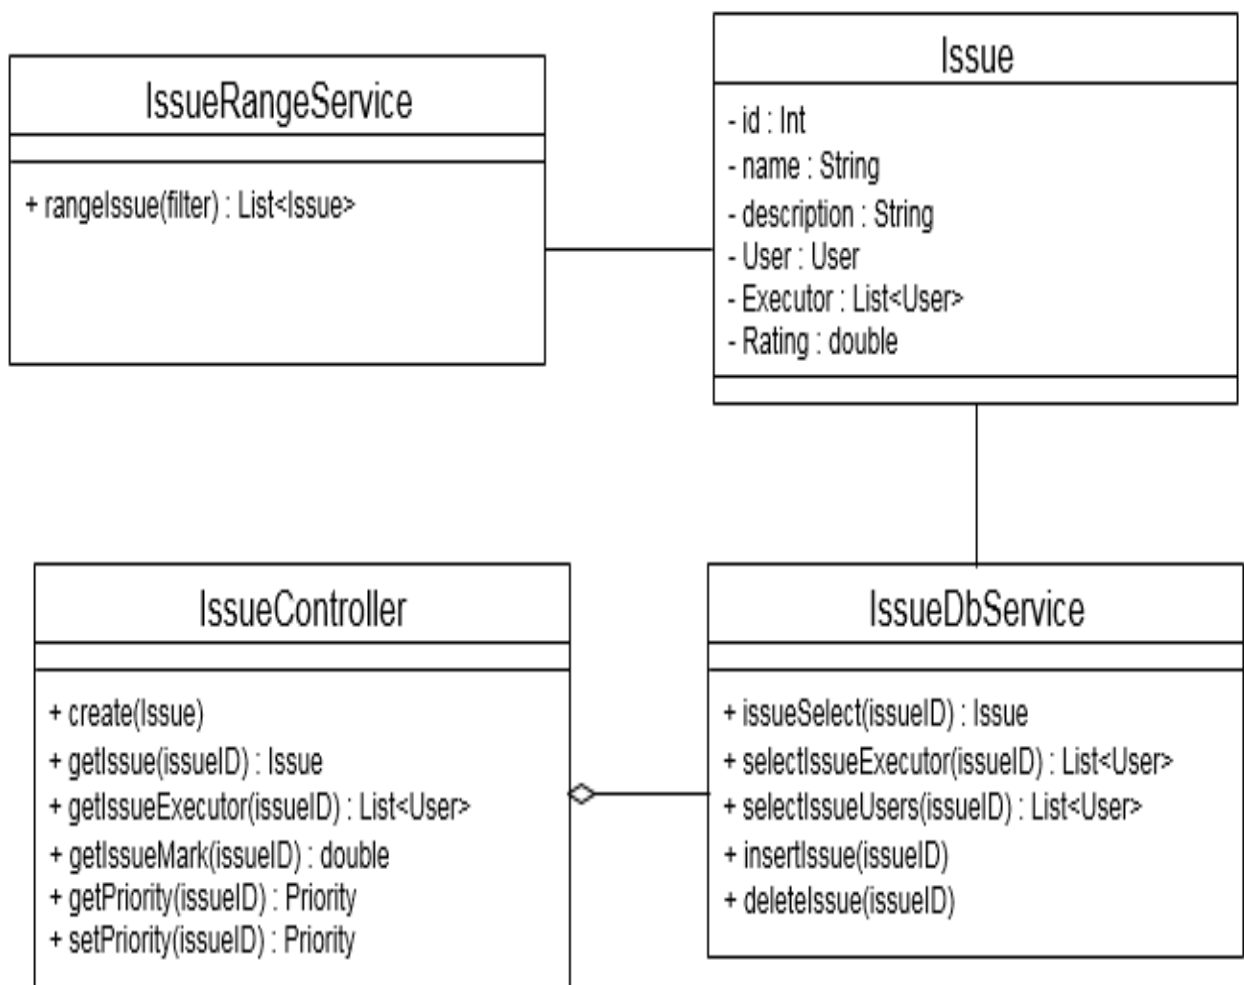 IssueRangeService
+ rangeIssue(filter) : List<Issue>
Issue
- id : Int
- name : String
- description : String
- User : User
- Executor : List<User>
- Rating : double
IssueController
+ create(Issue)
+ getIssue(issueID) : Issue
+ getIssueExecutor(issueID) : List<User>
+ getIssueMark(issueID) : double
+ getPriority(issueID) : Priority
+ setPriority(issueID) : Priority
IssueDbService
+ issueSelect(issueID) : Issue
+ selectIssueExecutor(issueID) : List<User>
+ selectIssueUsers(issueID) : List<User>
+ insertIssue(issueID)
+ deleteIssue(issueID)